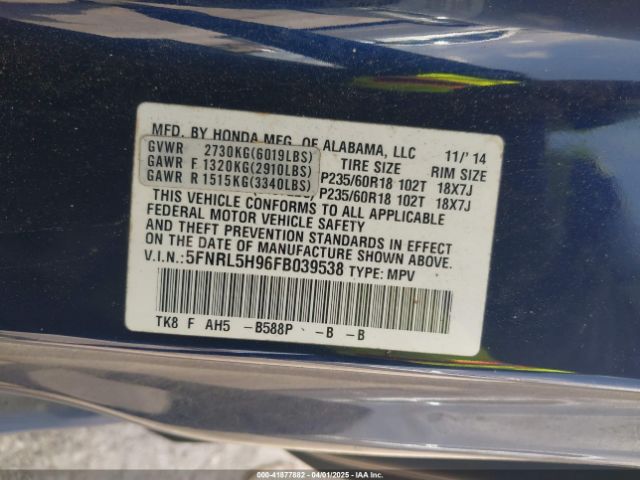 MFD. BY HONDA MFG. OF ALABAMA, LLC 11/'14
GVWR 2730KG(6019LBS) TIRE SIZE RIM SIZE
GAWR F 1320KG(2910LBS) P235/60R18 102T 18X7J
GAWR R 1515KG(3340LBS) P235/60R18 102T 18X7J
THIS VEHICLE CONFORMS TO ALL APPLICABLE
FEDERAL MOTOR VEHICLE SAFETY
AND THEFT PREVENTION STANDARDS IN EFFECT
ON THE DATE OF MANUFACTURE SHOWN ABOVE.
V.I.N.:5FNRL5H96FB039538 TYPE: MPV
TK8 F AH5 -B588P -B -B
000-41877882 04/01/2025 IAAI.COM